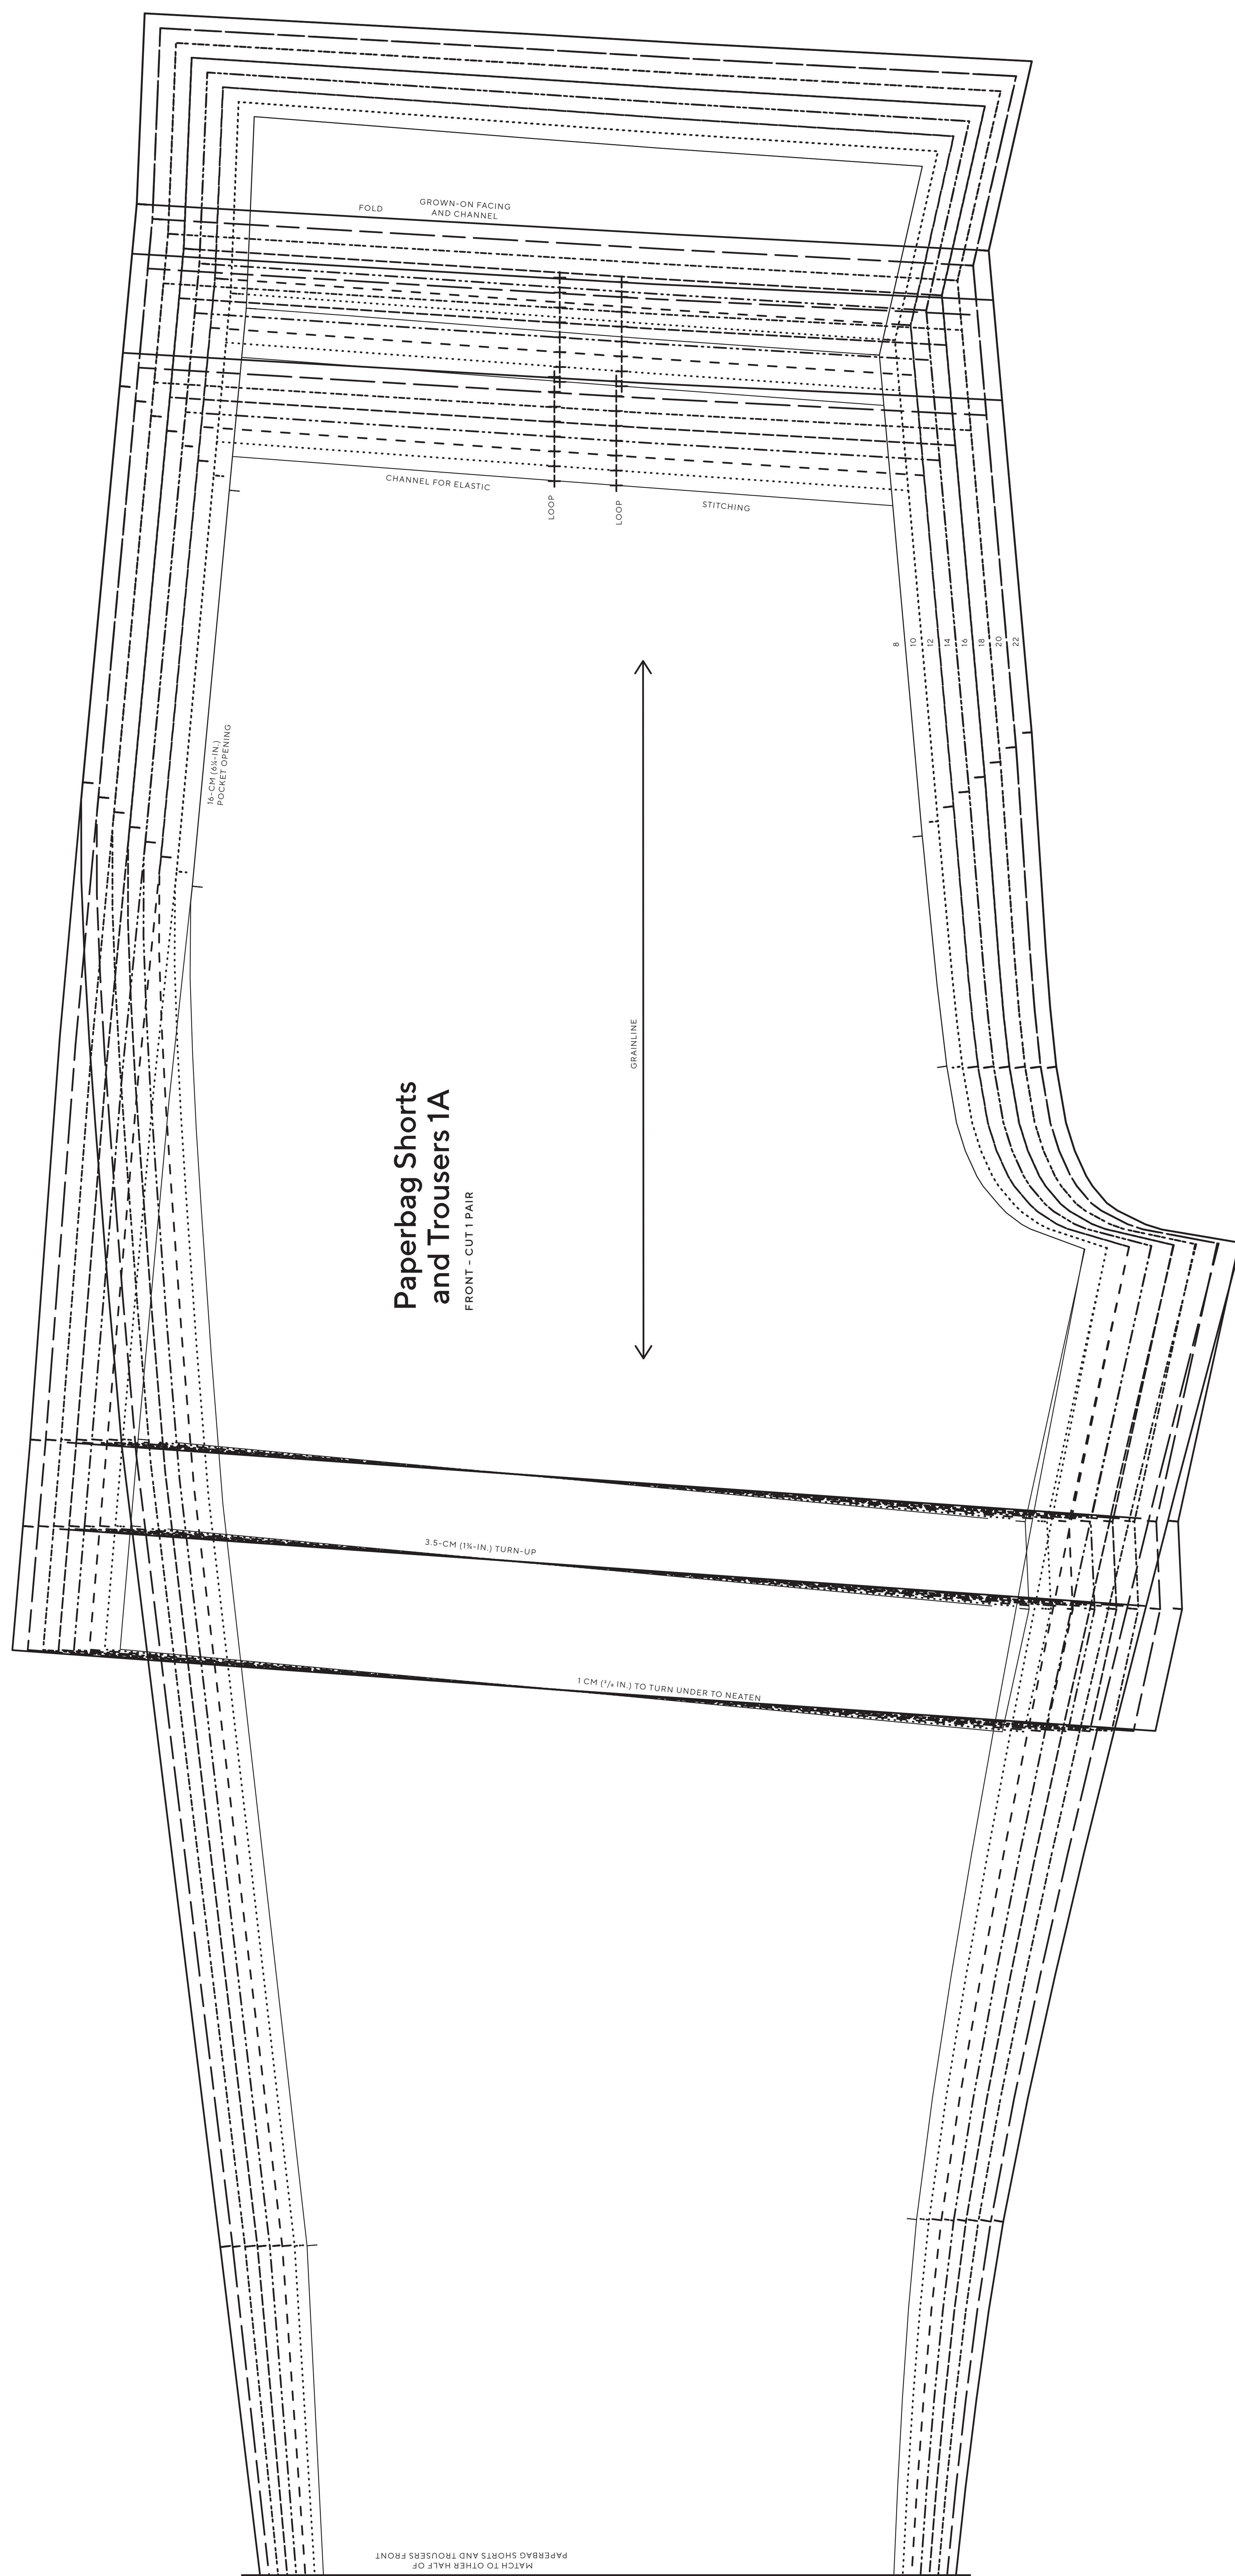 FOLD
GROWN-ON FACING
AND CHANNEL
CHANNEL FOR ELASTIC
LOOP
LOOP
STITCHING
8
10
12
14
16
18
20
22
16-CM (6¼-IN.)
POCKET OPENING
GRAINLINE
Paperbag Shorts
and Trousers 1A
FRONT – CUT 1 PAIR
3.5-CM (1¾-IN.) TURN-UP
1 CM (³/₈ IN.) TO TURN UNDER TO NEATEN
MATCH TO OTHER HALF OF
PAPERBAG SHORTS AND TROUSERS FRONT